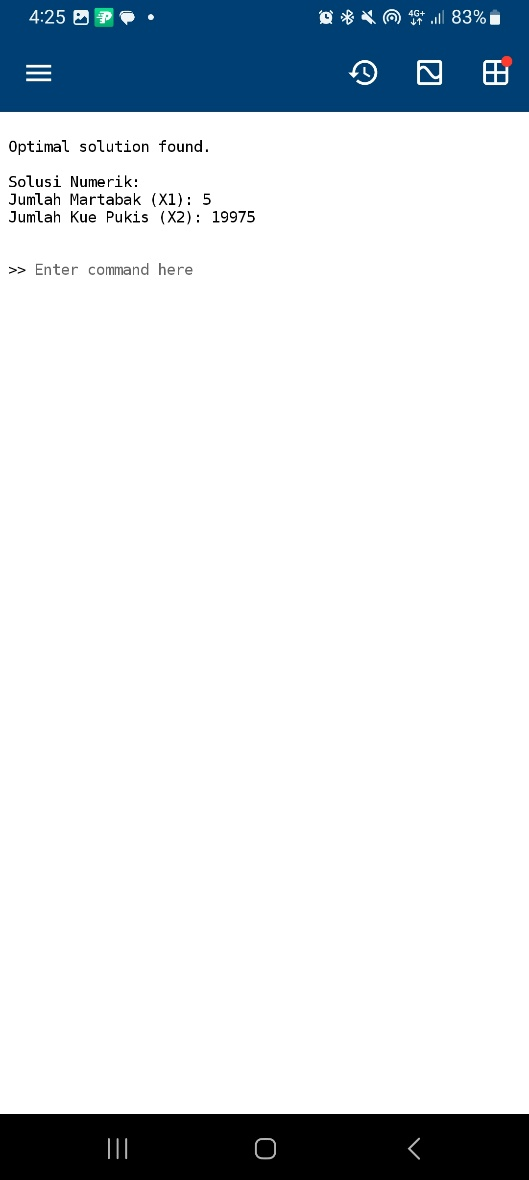 4:25
4G+
83%
Optimal solution found.
Solusi Numerik:
Jumlah Martabak (X1): 5
Jumlah Kue Pukis (X2): 19975
>> Enter command here